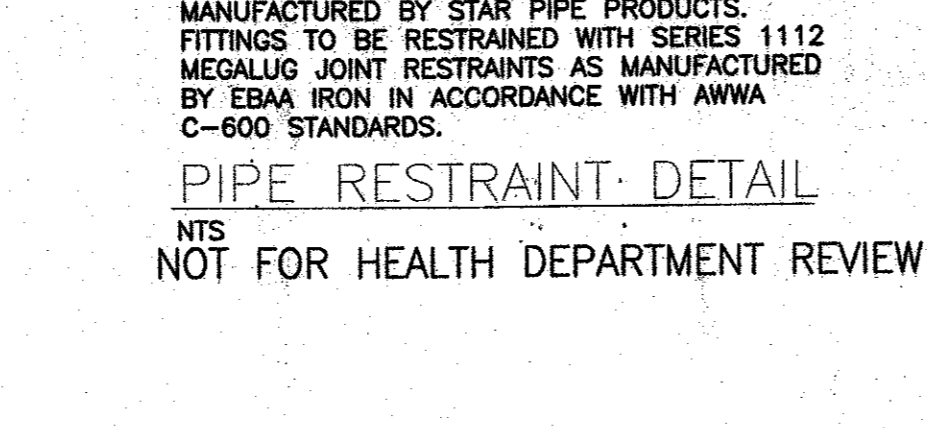 MANUFACTURED BY STAR PIPE PRODUCTS.
FITTINGS TO BE RESTRAINED WITH SERIES 1112
MEGALUG JOINT RESTRAINTS AS MANUFACTURED
BY EBAA IRON IN ACCORDANCE WITH AWWA
C-600 STANDARDS.
PIPE RESTRAINT DETAIL
NTS
NOT FOR HEALTH DEPARTMENT REVIEW